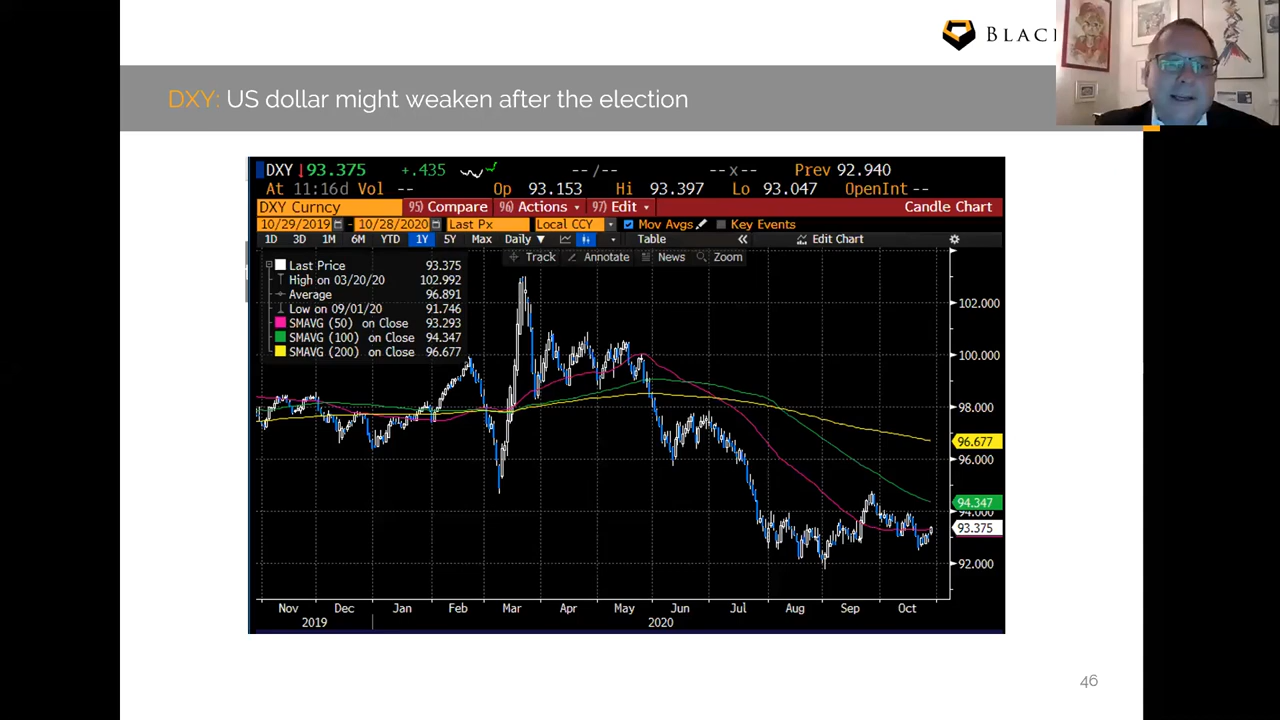 BLACK
DXY: US dollar might weaken after the election
DXY ↓93.375 +.435 -- / -- -- x -- Prev 92.940
At 11:16d Vol -- Op 93.153 Hi 93.397 Lo 93.047 OpenInt --
DXY Curncy 95) Compare 96) Actions 97) Edit Candle Chart
10/29/2019 - 10/28/2020 Last Px Local CCY Mov Avgs Key Events
1D 3D 1M 6M YTD 1Y 5Y Max Daily ▼ Table « Edit Chart
Track Annotate News Zoom
Last Price 93.375
High on 03/20/20 102.992
Average 96.891
Low on 09/01/20 91.746
SMAVG (50) on Close 93.293
SMAVG (100) on Close 94.347
SMAVG (200) on Close 96.677
102.000
100.000
98.000
96.677
96.000
94.347
94.000
93.375
92.000
Nov Dec Jan Feb Mar Apr May Jun Jul Aug Sep Oct
2019 2020
46